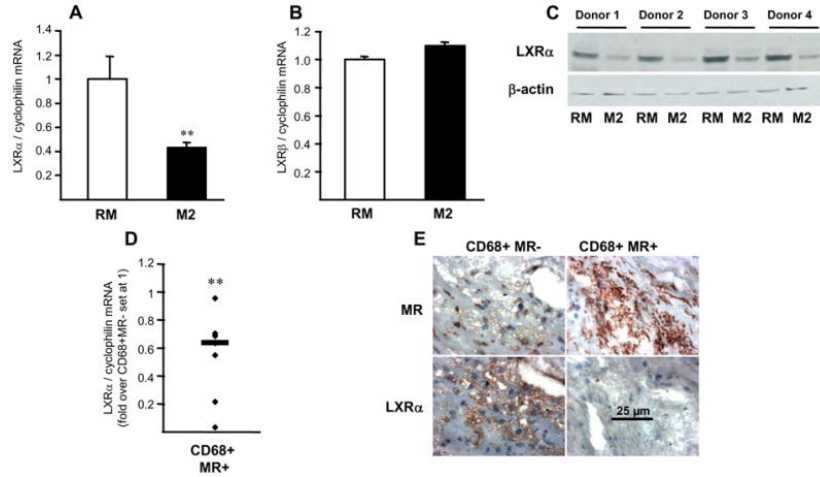 A
LXRα / cyclophilin mRNA
1.4
1.2
1
0.8
0.6
0.4
0.2
**
RM M2
B
LXRβ / cyclophilin mRNA
1.2
1.0
0.8
0.6
0.4
0.2
RM M2
C
Donor 1 Donor 2 Donor 3 Donor 4
LXRα
β-actin
RM M2 RM M2 RM M2 RM M2
D
LXRα / cyclophilin mRNA
(fold over CD68+MR- set at 1)
1.2
1
0.8
0.6
0.4
0.2
**
CD68+
MR+
E
CD68+ MR- CD68+ MR+
MR
LXRα
25 µm